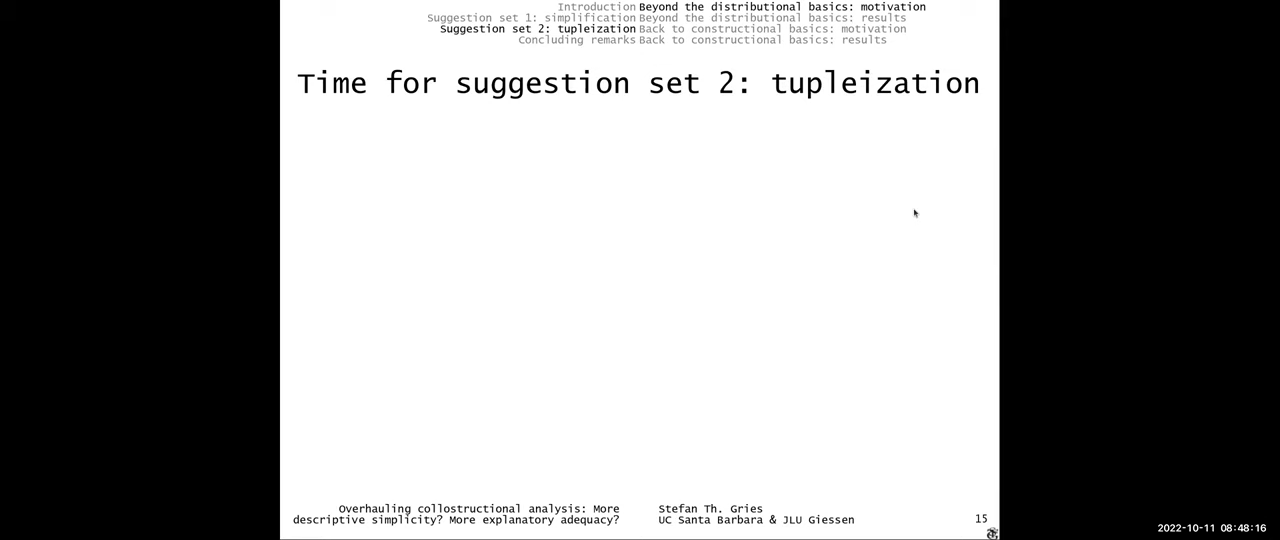 Introduction Beyond the distributional basics: motivation
Suggestion set 1: simplification Beyond the distributional basics: results
Suggestion set 2: tupleization Back to constructional basics: motivation
Concluding remarks Back to constructional basics: results
Time for suggestion set 2: tupleization
Overhauling collostructional analysis: More
descriptive simplicity? More explanatory adequacy?
Stefan Th. Gries
UC Santa Barbara & JLU Giessen
15
2022-10-11 08:48:16